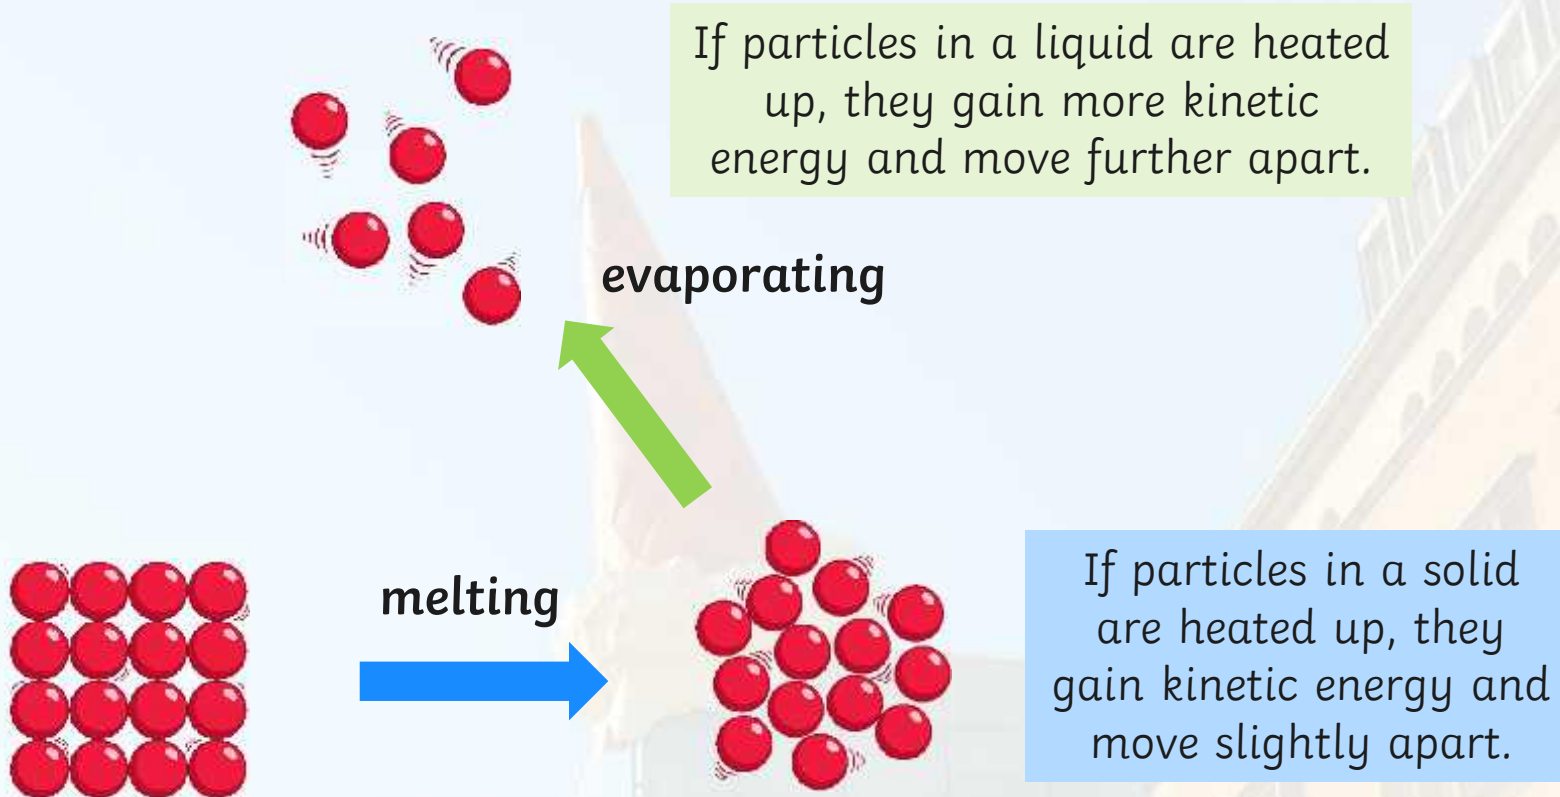 If particles in a liquid are heated
up, they gain more kinetic
energy and move further apart.
evaporating
melting
If particles in a solid
are heated up, they
gain kinetic energy and
move slightly apart.